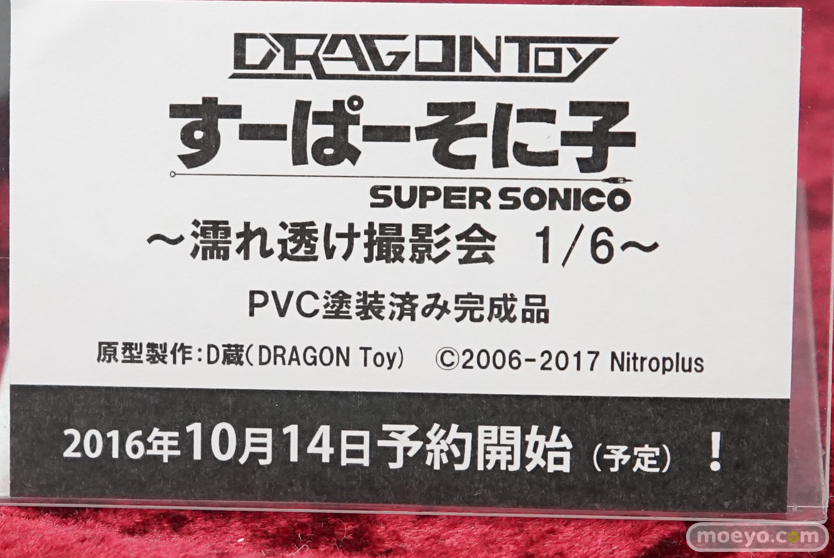 DRAGON Toy
すーぱーそに子
SUPER SONICO
～濡れ透け撮影会 1/6～
PVC塗装済み完成品
原型製作：D蔵（DRAGON Toy） ©2006-2017 Nitroplus
2016年10月14日予約開始（予定）！
moeyo.com